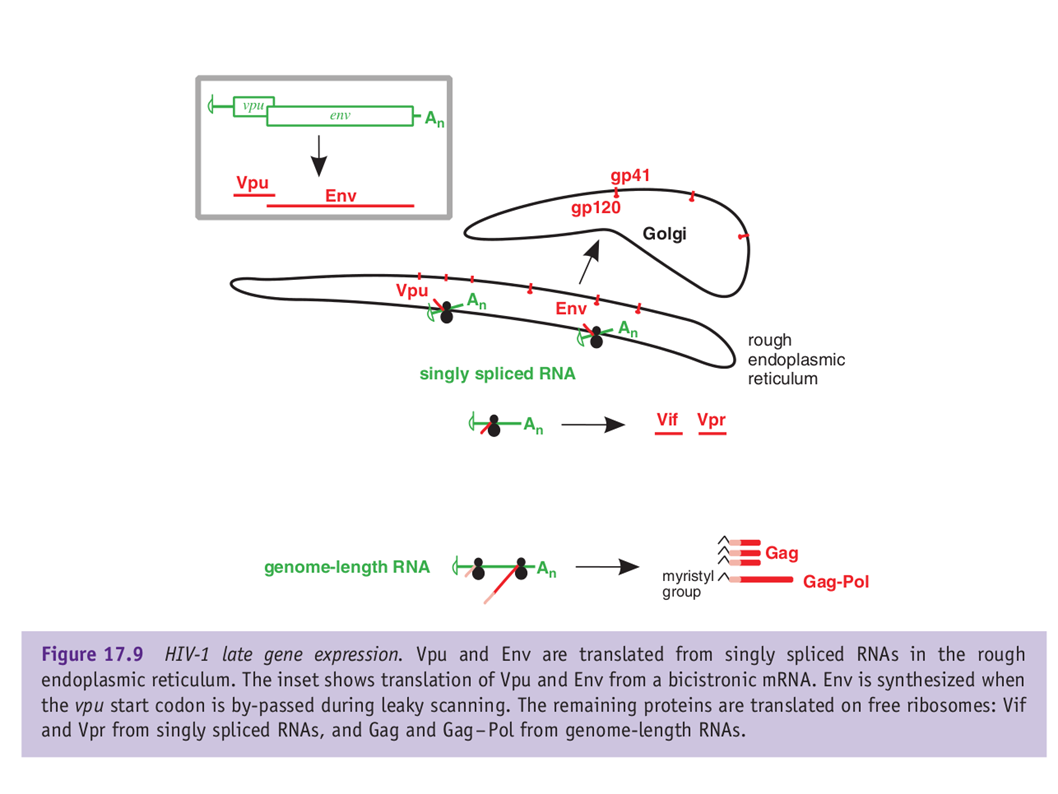 vpu
env
An
Vpu
Env
gp41
gp120
Golgi
Vpu
An
Env
An
rough
endoplasmic
reticulum
singly spliced RNA
An
Vif Vpr
genome-length RNA
An
Gag
myristyl
group
Gag-Pol
Figure 17.9 HIV-1 late gene expression. Vpu and Env are translated from singly spliced RNAs in the rough
endoplasmic reticulum. The inset shows translation of Vpu and Env from a bicistronic mRNA. Env is synthesized when
the vpu start codon is by-passed during leaky scanning. The remaining proteins are translated on free ribosomes: Vif
and Vpr from singly spliced RNAs, and Gag and Gag–Pol from genome-length RNAs.